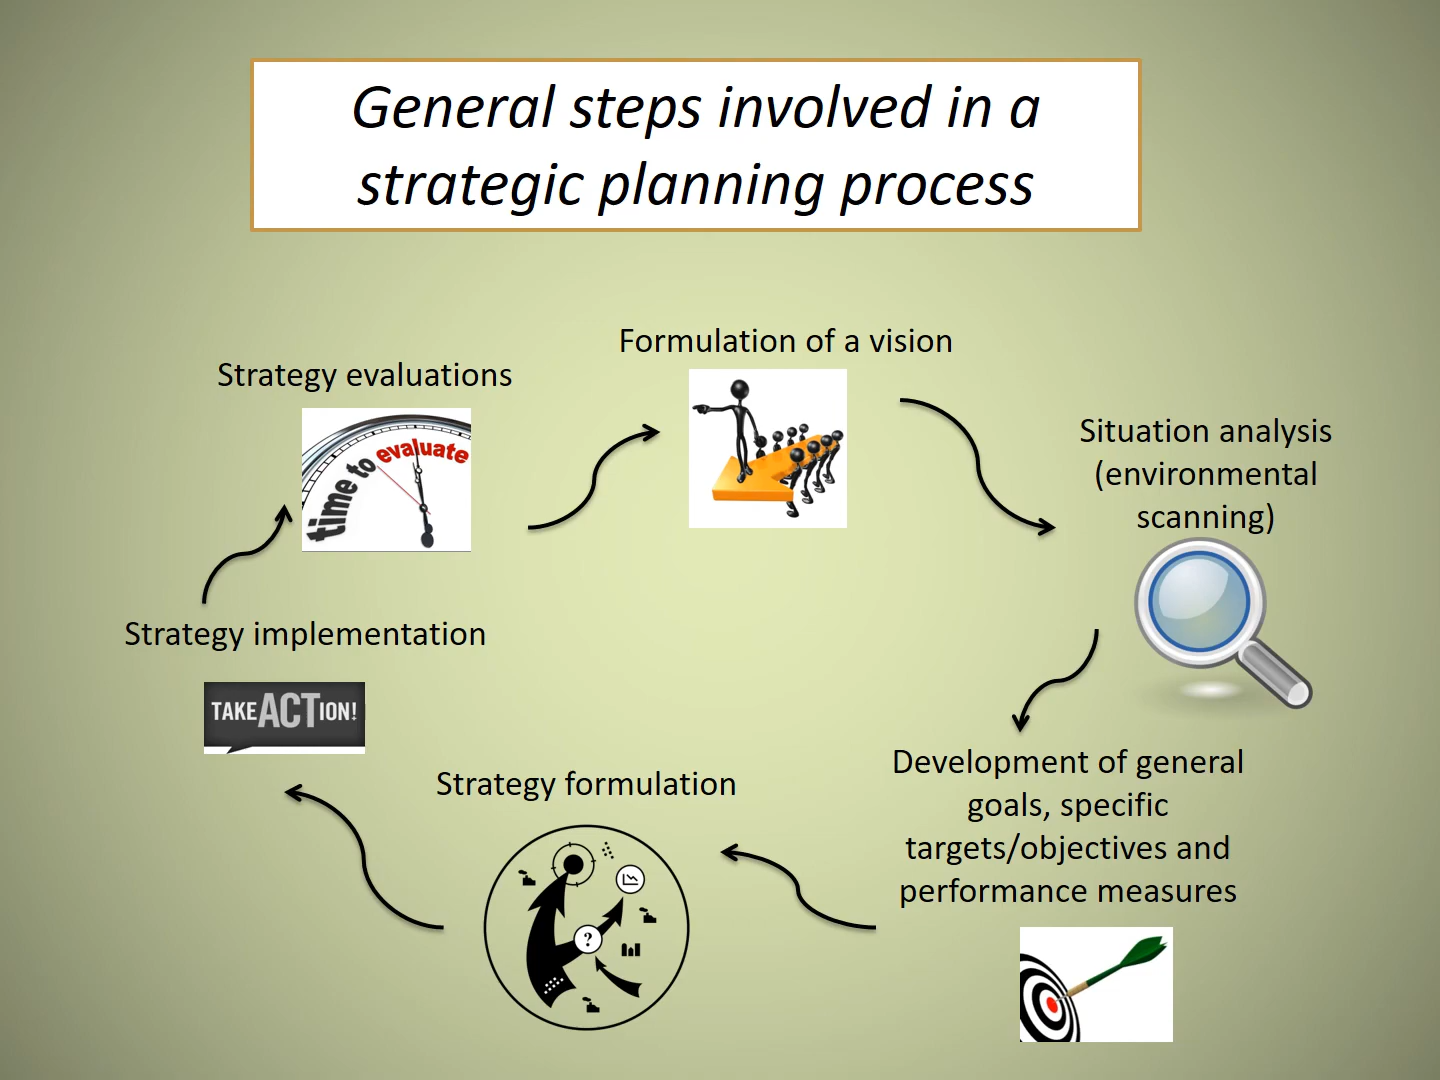 General steps involved in a
strategic planning process
Formulation of a vision
Situation analysis
(environmental
scanning)
Development of general
goals, specific
targets/objectives and
performance measures
Strategy formulation
?
Strategy implementation
TAKE ACTION!
Strategy evaluations
time to evaluate